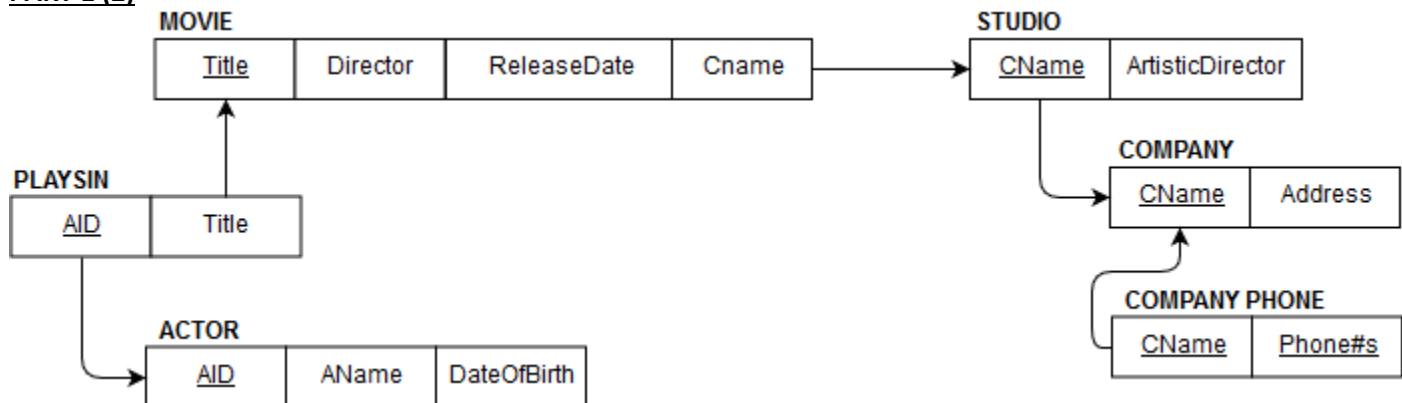 MOVIE
Title Director ReleaseDate Cname
STUDIO
CName ArtisticDirector
COMPANY
CName Address
PLAYSIN
AID Title
COMPANY PHONE
CName Phone#s
ACTOR
AID AName DateOfBirth